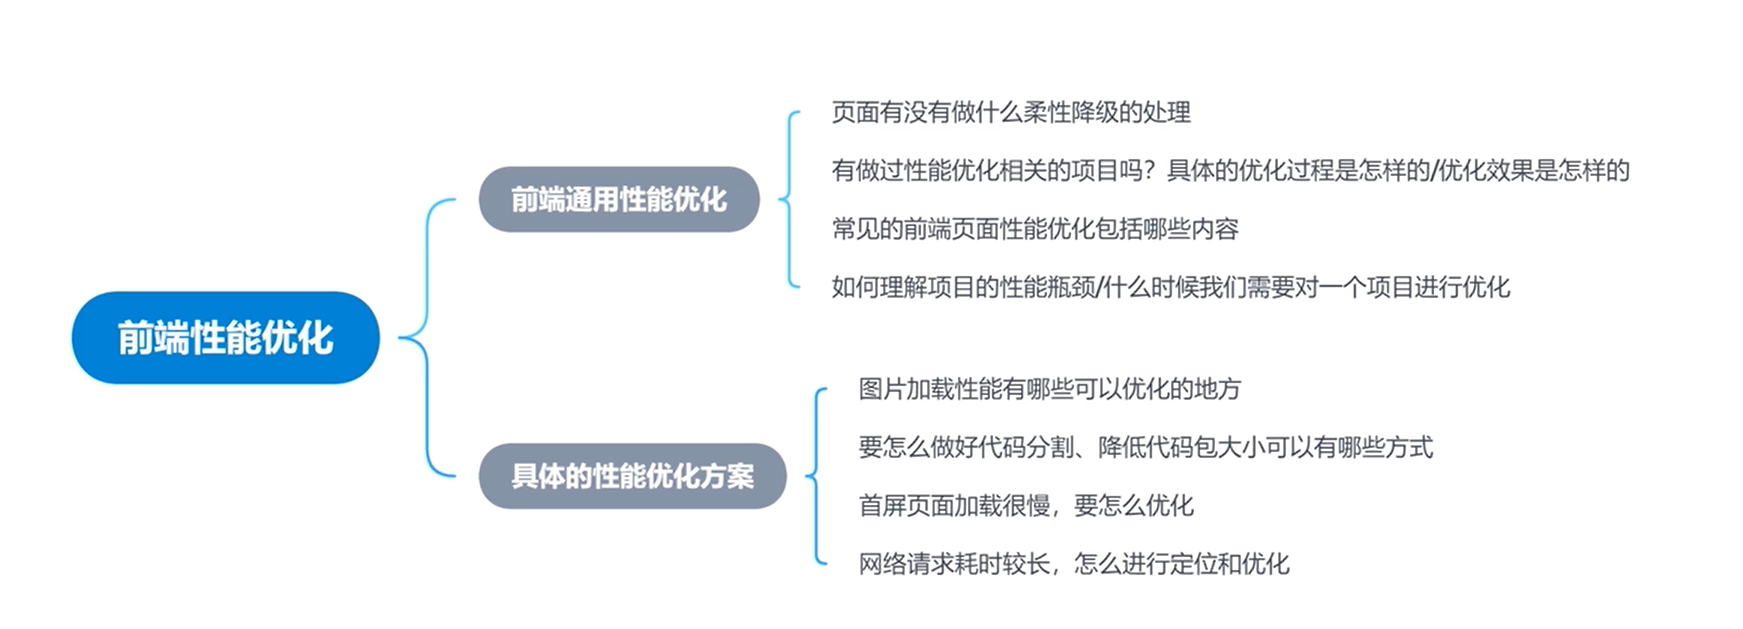 前端性能优化
前端通用性能优化
页面有没有做什么柔性降级的处理
有做过性能优化相关的项目吗？具体的优化过程是怎样的/优化效果是怎样的
常见的前端页面性能优化包括哪些内容
如何理解项目的性能瓶颈/什么时候我们需要对一个项目进行优化
具体的性能优化方案
图片加载性能有哪些可以优化的地方
要怎么做好代码分割、降低代码包大小可以有哪些方式
首屏页面加载很慢，要怎么优化
网络请求耗时较长，怎么进行定位和优化